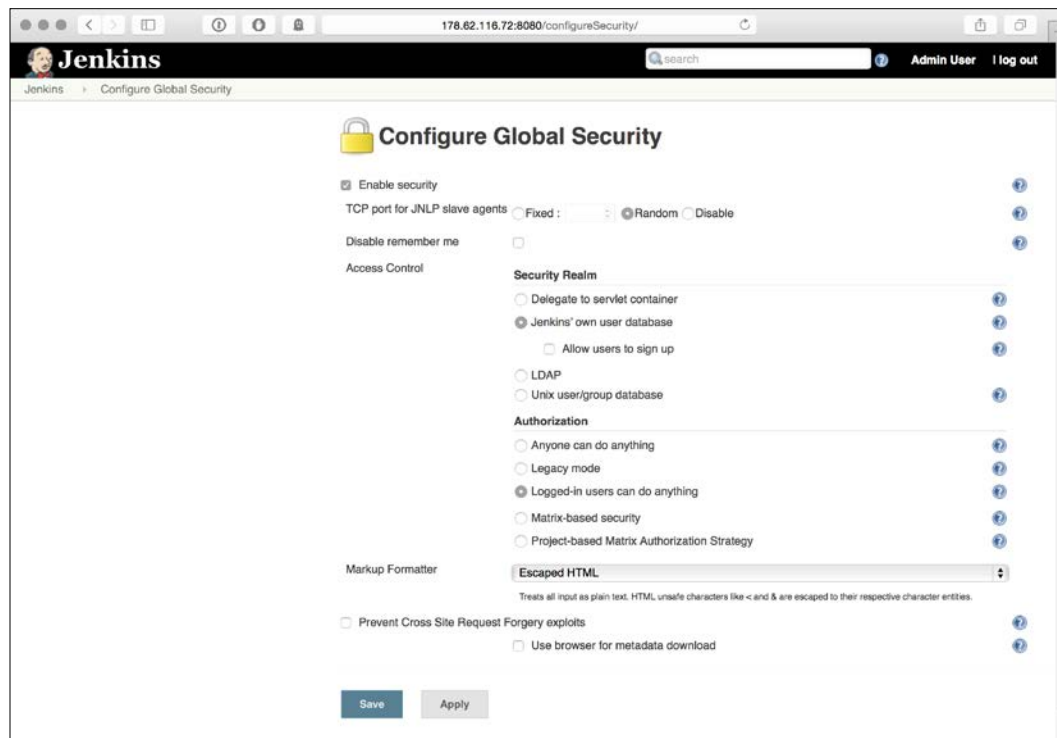 178.62.116.72:8080/configureSecurity/
Jenkins
search
Admin User
| log out
Jenkins
Configure Global Security
Configure Global Security
Enable security
TCP port for JNLP slave agents
Fixed :
Random
Disable
Disable remember me
Access Control
Security Realm
Delegate to servlet container
Jenkins' own user database
Allow users to sign up
LDAP
Unix user/group database
Authorization
Anyone can do anything
Legacy mode
Logged-in users can do anything
Matrix-based security
Project-based Matrix Authorization Strategy
Markup Formatter
Escaped HTML
Treats all input as plain text. HTML unsafe characters like < and & are escaped to their respective character entities.
Prevent Cross Site Request Forgery exploits
Use browser for metadata download
Save
Apply